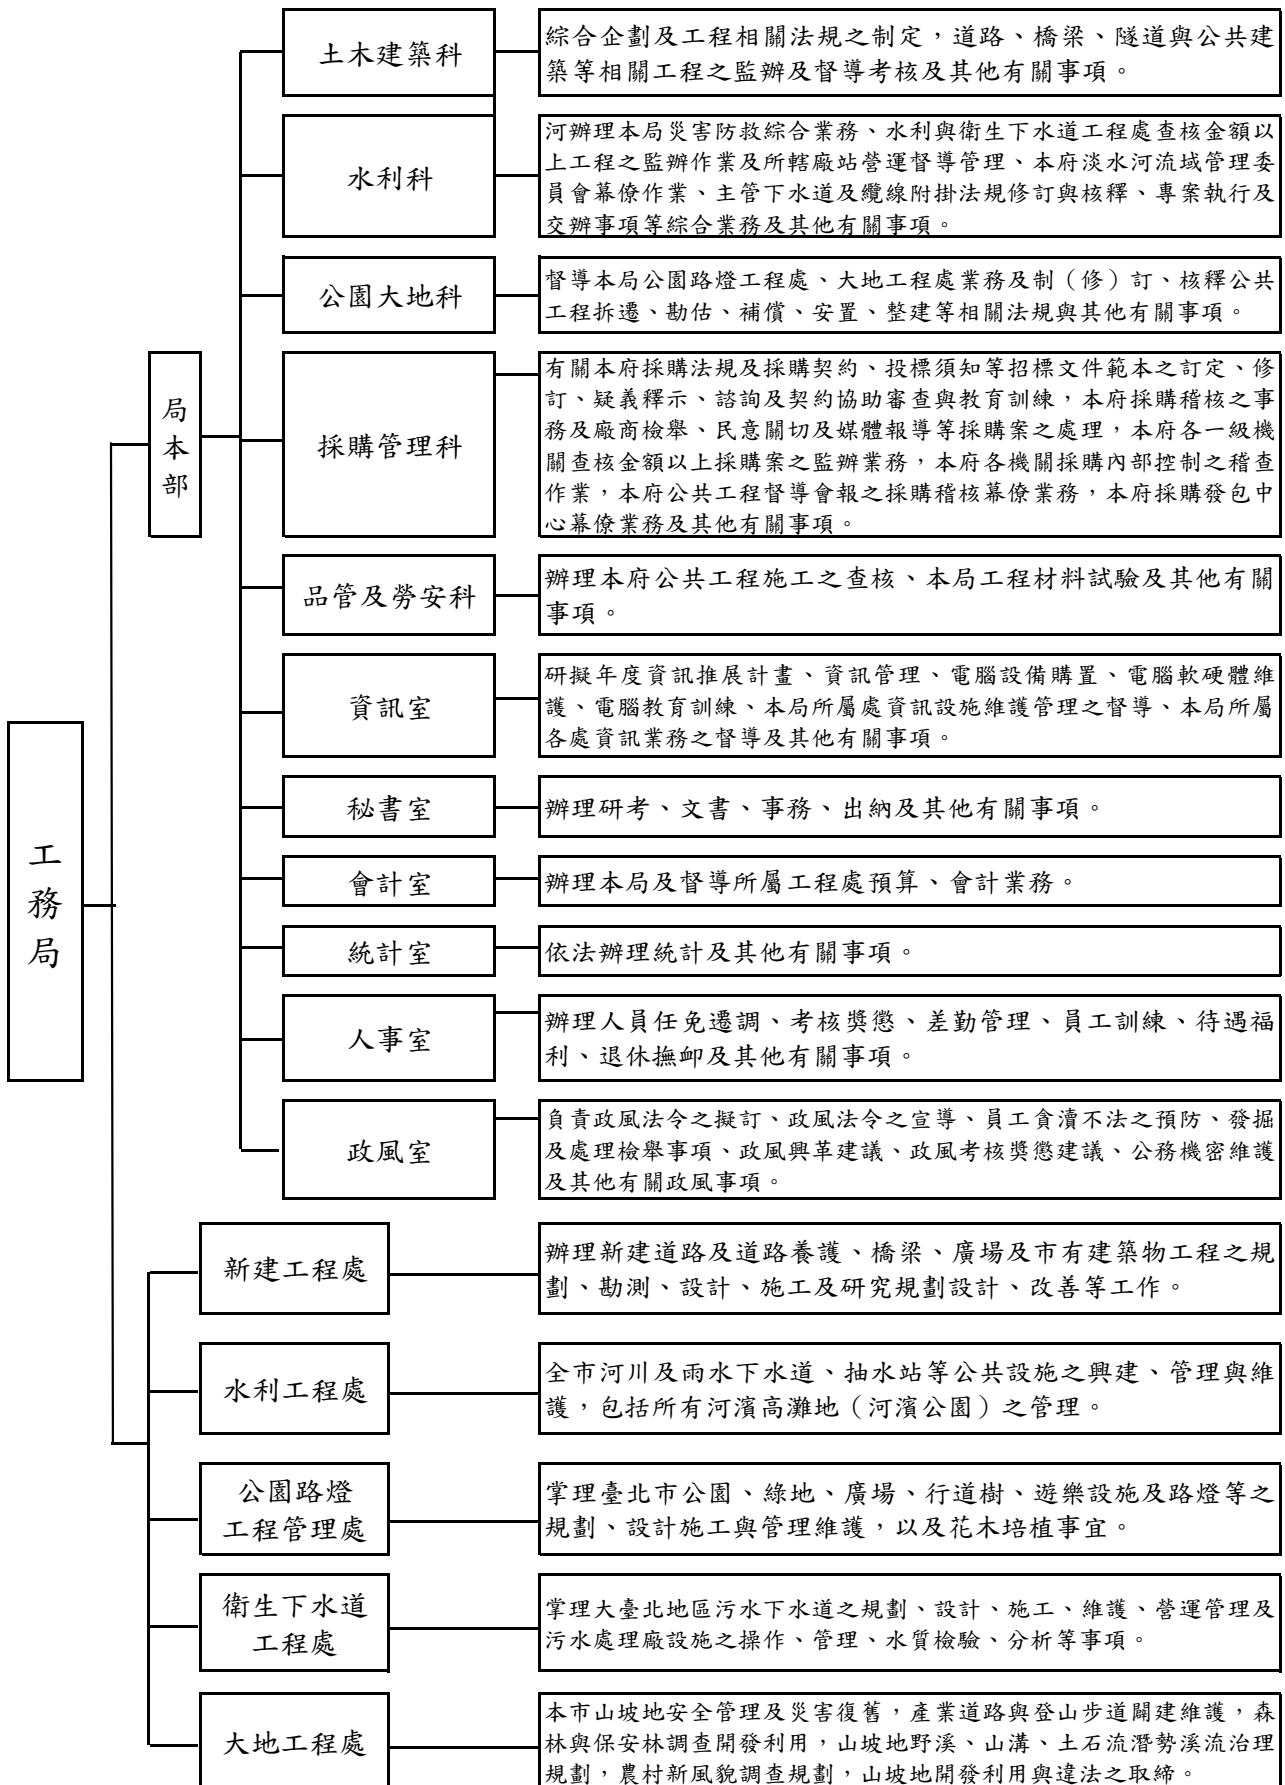 工務局
局本部
土木建築科
綜合企劃及工程相關法規之制定，道路、橋梁、隧道與公共建
築等相關工程之監辦及督導考核及其他有關事項。
水利科
河辦理本局災害防救綜合業務、水利與衛生下水道工程處查核金額以
上工程之監辦作業及所轄廠站營運督導管理、本府淡水河流域管理委
員會幕僚作業、主管下水道及纜線附掛法規修訂與核釋、專案執行及
交辦事項等綜合業務及其他有關事項。
公園大地科
督導本局公園路燈工程處、大地工程處業務及制（修）訂、核釋公共
工程拆遷、勘估、補償、安置、整建等相關法規與其他有關事項。
採購管理科
有關本府採購法規及採購契約、投標須知等招標文件範本之訂定、修
訂、疑義釋示、諮詢及契約協助審查與教育訓練，本府採購稽核之事
務及廠商檢舉、民意關切及媒體報導等採購案之處理，本府各一級機
關查核金額以上採購案之監辦業務，本府各機關採購內部控制之稽查
作業，本府公共工程督導會報之採購稽核幕僚業務，本府採購發包中
心幕僚業務及其他有關事項。
品管及勞安科
辦理本府公共工程施工之查核、本局工程材料試驗及其他有關
事項。
資訊室
研擬年度資訊推展計畫、資訊管理、電腦設備購置、電腦軟硬體維
護、電腦教育訓練、本局所屬處資訊設施維護管理之督導、本局所屬
各處資訊業務之督導及其他有關事項。
秘書室
辦理研考、文書、事務、出納及其他有關事項。
會計室
辦理本局及督導所屬工程處預算、會計業務。
統計室
依法辦理統計及其他有關事項。
人事室
辦理人員任免遷調、考核獎懲、差勤管理、員工訓練、待遇福
利、退休撫卹及其他有關事項。
政風室
負責政風法令之擬訂、政風法令之宣導、員工貪瀆不法之預防、發掘
及處理檢舉事項、政風興革建議、政風考核獎懲建議、公務機密維護
及其他有關政風事項。
新建工程處
辦理新建道路及道路養護、橋梁、廣場及市有建築物工程之規
劃、勘測、設計、施工及研究規劃設計、改善等工作。
水利工程處
全市河川及雨水下水道、抽水站等公共設施之興建、管理與維
護，包括所有河濱高灘地（河濱公園）之管理。
公園路燈
工程管理處
掌理臺北市公園、綠地、廣場、行道樹、遊樂設施及路燈等之
規劃、設計施工與管理維護，以及花木培植事宜。
衛生下水道
工程處
掌理大臺北地區污水下水道之規劃、設計、施工、維護、營運管理及
污水處理廠設施之操作、管理、水質檢驗、分析等事項。
大地工程處
本市山坡地安全管理及災害復舊，產業道路與登山步道闢建維護，森
林與保安林調查開發利用，山坡地野溪、山溝、土石流潛勢溪流治理
規劃，農村新風貌調查規劃，山坡地開發利用與違法之取締。